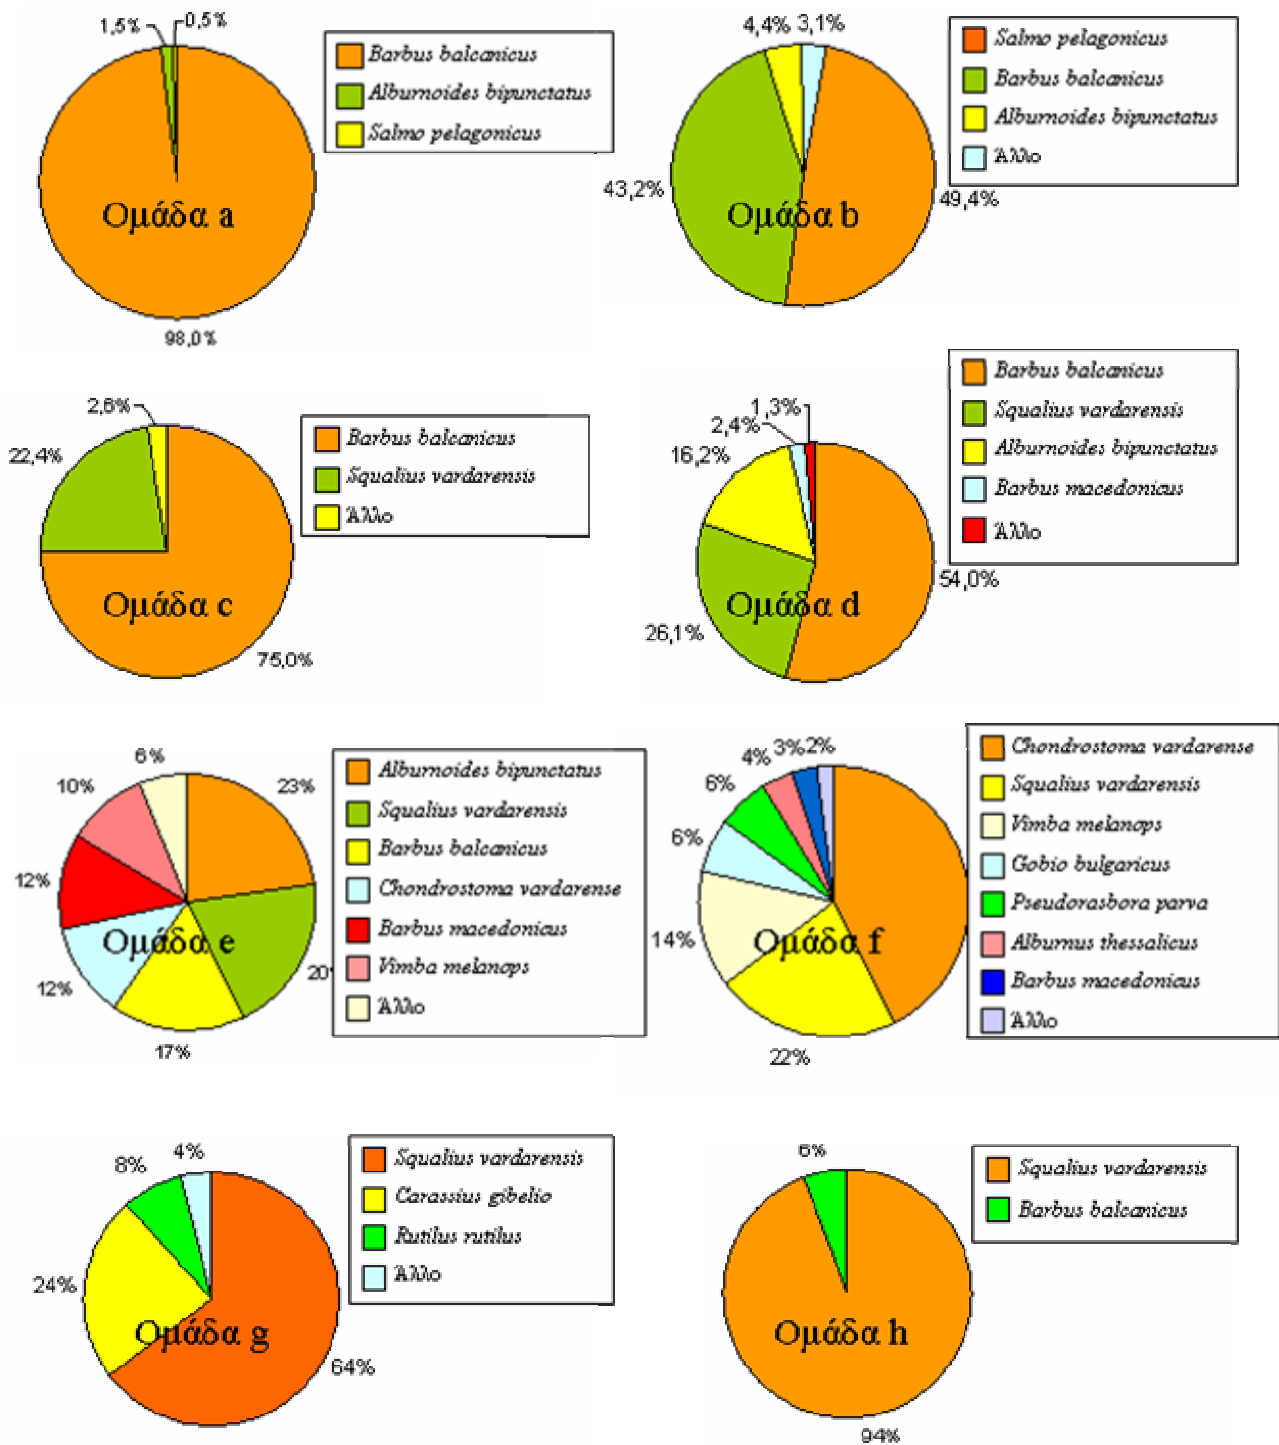 1,5%
0,5%
Barbus balcanicus
Alburnoides bipunctatus
Salmo pelagonicus
Ομάδα a
98,0%
4,4%
3,1%
Salmo pelagonicus
Barbus balcanicus
Alburnoides bipunctatus
Άλλο
43,2%
49,4%
Ομάδα b
2,6%
22,4%
Barbus balcanicus
Squalius vardarensis
Άλλο
Ομάδα c
75,0%
1,3%
2,4%
16,2%
Barbus balcanicus
Squalius vardarensis
Alburnoides bipunctatus
Barbus macedonicus
Άλλο
54,0%
Ομάδα d
26,1%
6%
10%
23%
Alburnoides bipunctatus
Squalius vardarensis
Barbus balcanicus
Chondrostoma vardarense
Barbus macedonicus
Vimba melanops
Άλλο
12%
Ομάδα e
12%
20
17%
4%
3%
2%
6%
6%
Chondrostoma vardarense
Squalius vardarensis
Vimba melanops
Gobio bulgaricus
Pseudorasbora parva
Alburnus thessalicus
Barbus macedonicus
Άλλο
14%
Ομάδα f
22%
8%
4%
Squalius vardarensis
Carassius gibelio
Rutilus rutilus
Άλλο
24%
Ομάδα g
64%
6%
Squalius vardarensis
Barbus balcanicus
Ομάδα h
94%